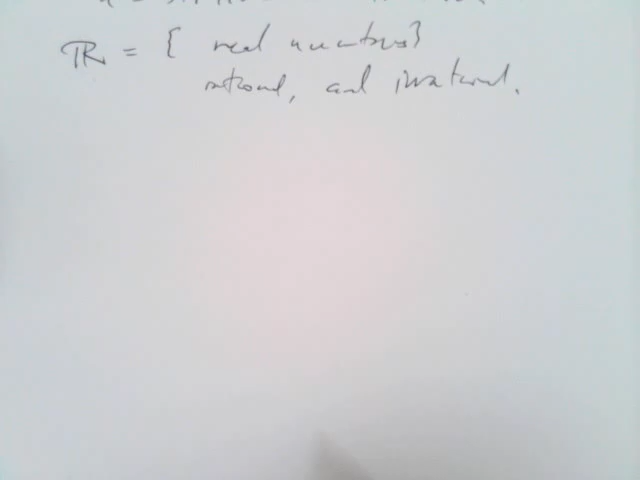 ℝ = { real numbers}
rational, and irrational.